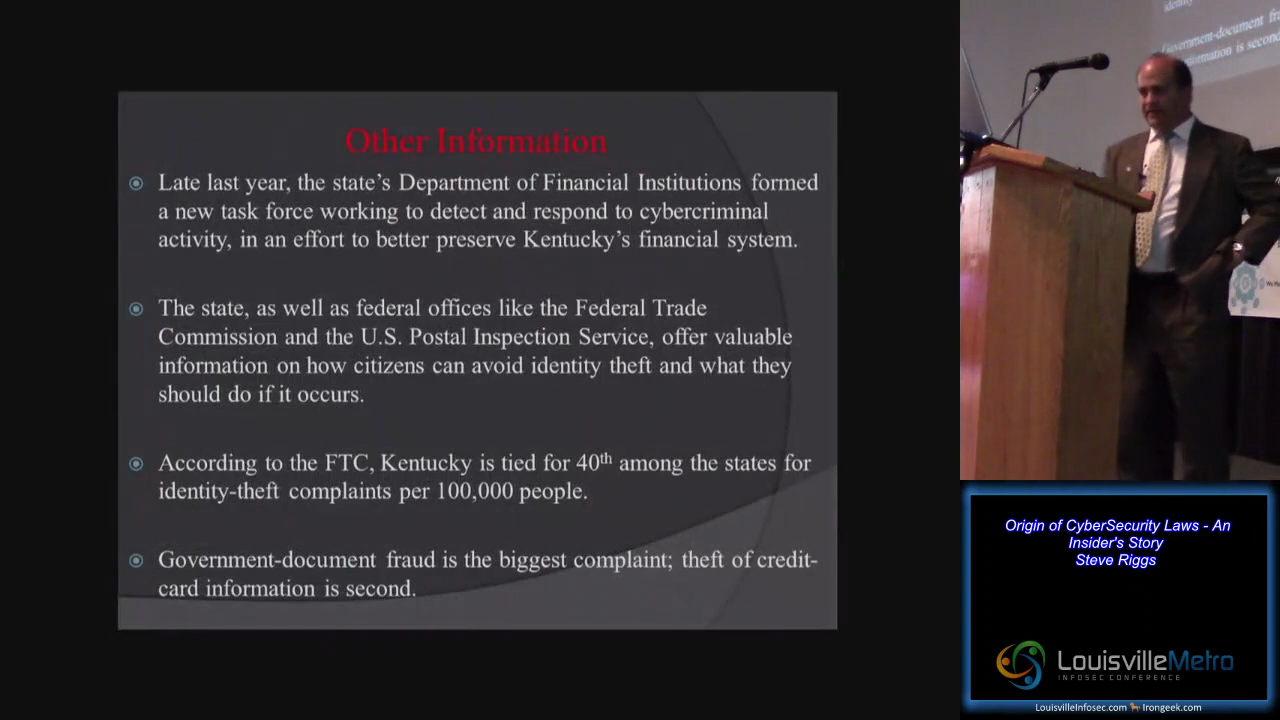 Other Information
Late last year, the state's Department of Financial Institutions formed
a new task force working to detect and respond to cybercriminal
activity, in an effort to better preserve Kentucky's financial system.
The state, as well as federal offices like the Federal Trade
Commission and the U.S. Postal Inspection Service, offer valuable
information on how citizens can avoid identity theft and what they
should do if it occurs.
According to the FTC, Kentucky is tied for 40th among the states for
identity-theft complaints per 100,000 people.
Government-document fraud is the biggest complaint; theft of credit-
card information is second.
Government-document
is second
Origin of CyberSecurity Laws - An
Insider's Story
Steve Riggs
LouisvilleMetro
INFOSEC CONFERENCE
LouisvilleInfosec.com Irongeek.com